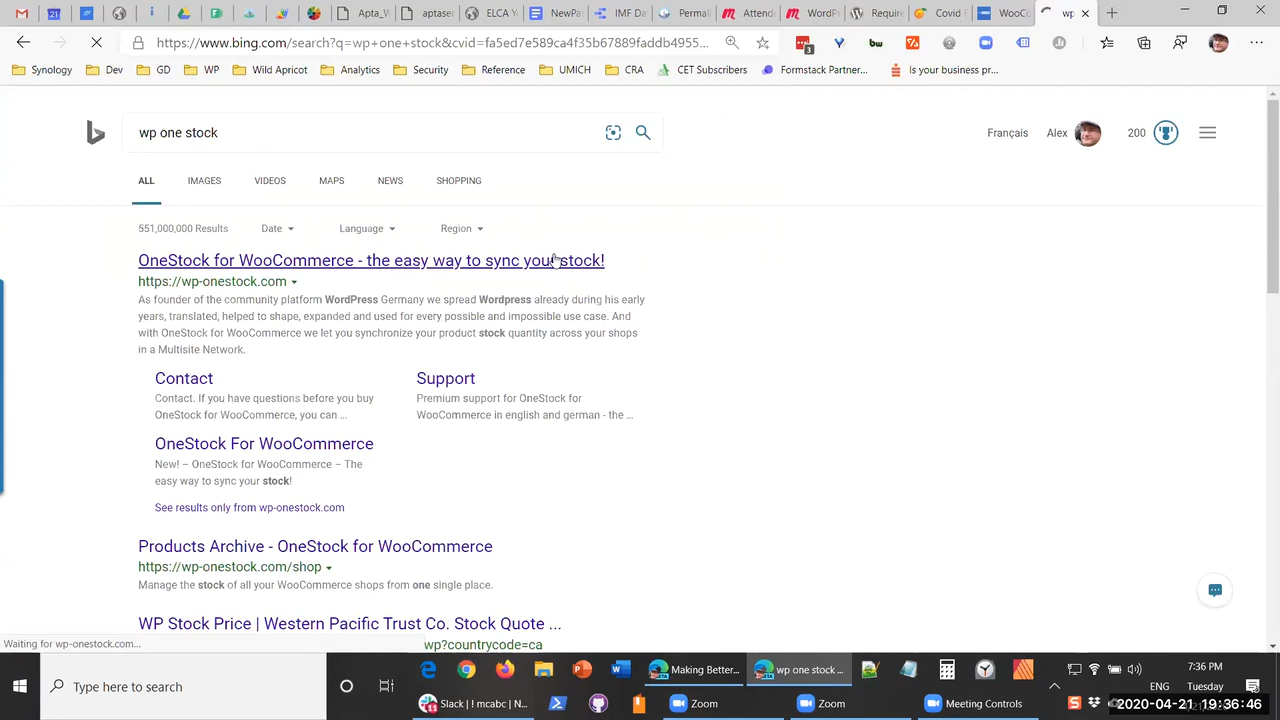 Apta_W
aptaser
ELCA Y
NewPa
IMF Da
Permali
Attend
WordP
Require
Covid F
WooCo
wp
https://www.bing.com/search?q=wp+one+stock&cvid=fa5ed7e589ca4f35b67889faddb4955...
3
bw
Synology
Dev
GD
WP
Wild Apricot
Analytics
Security
Reference
UMICH
CRA
CET Subscribers
Formstack Partner...
Is your business pr...
wp one stock
Français
Alex
200
ALL
IMAGES
VIDEOS
MAPS
NEWS
SHOPPING
551,000,000 Results
Date
Language
Region
OneStock for WooCommerce - the easy way to sync your stock!
https://wp-onestock.com
As founder of the community platform WordPress Germany we spread Wordpress already during his early
years, translated, helped to shape, expanded and used for every possible and impossible use case. And
with OneStock for WooCommerce we let you synchronize your product stock quantity across your shops
in a Multisite Network.
Contact
Contact. If you have questions before you buy
OneStock for WooCommerce, you can ...
Support
Premium support for OneStock for
WooCommerce in english and german - the ...
OneStock For WooCommerce
New! – OneStock for WooCommerce – The
easy way to sync your stock!
See results only from wp-onestock.com
Products Archive - OneStock for WooCommerce
https://wp-onestock.com/shop
Manage the stock of all your WooCommerce shops from one single place.
WP Stock Price | Western Pacific Trust Co. Stock Quote ...
wp?countrycode=ca
Waiting for wp-onestock.com...
Type here to search
Making Better...
wp one stock ...
Slack | ! mcabc | N...
Zoom
Zoom
Meeting Controls
ENG
7:36 PM
Tuesday
2020-04-21 19:36:46